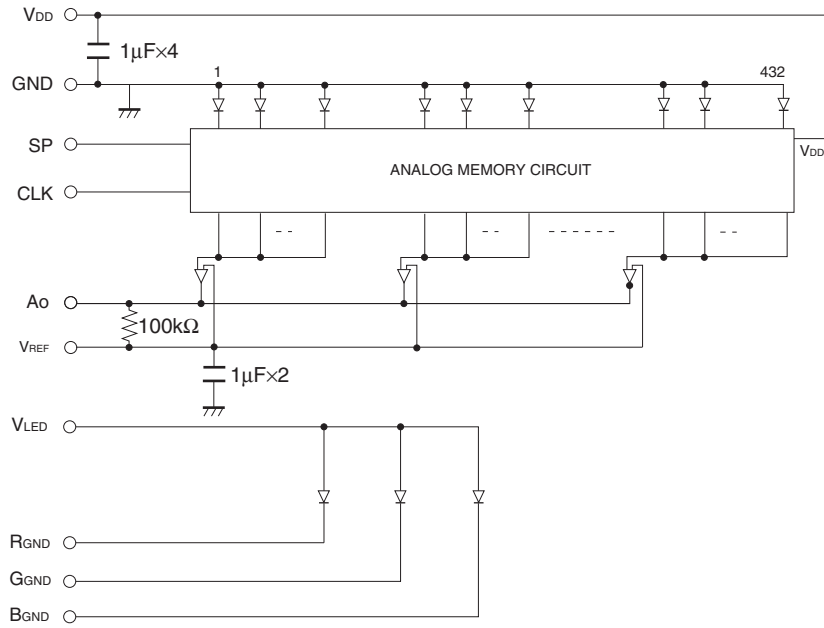 VDD
1μF×4
GND
1
432
SP
VDD
ANALOG MEMORY CIRCUIT
CLK
Ao
100kΩ
VREF
1μF×2
VLED
RGND
GGND
BGND